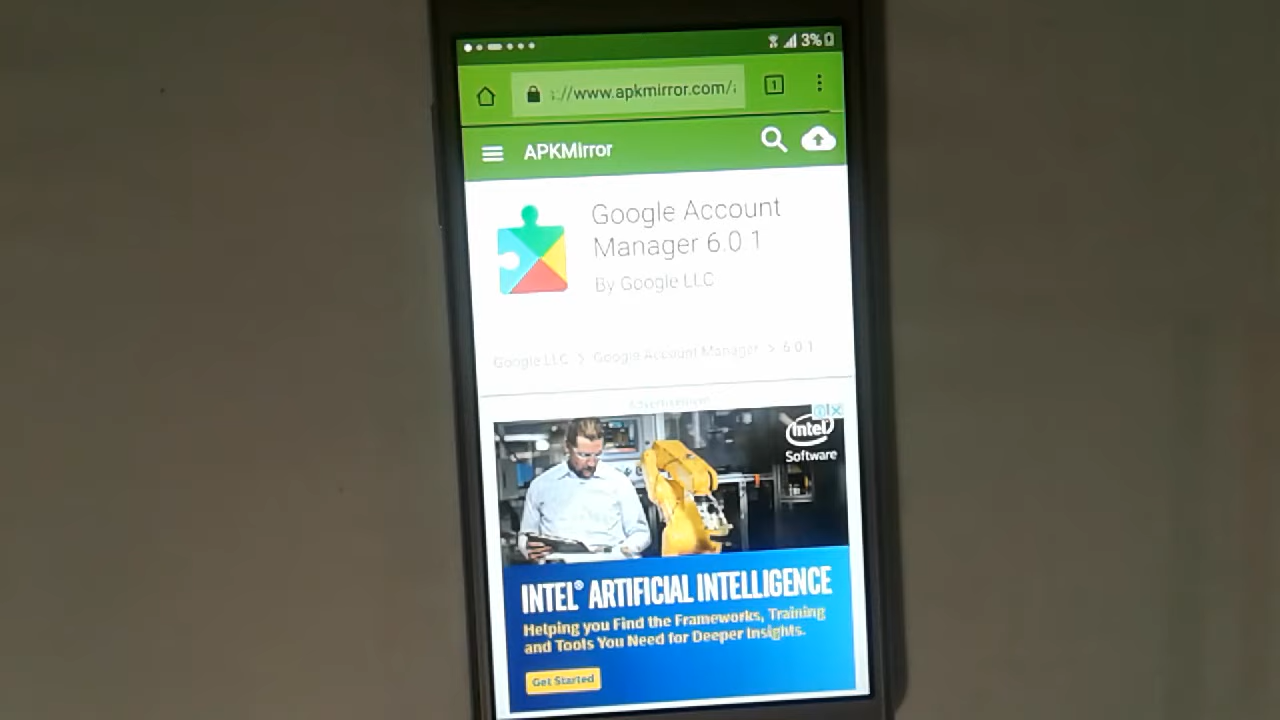 3%
://www.apkmirror.com/
1
APKMirror
Google Account
Manager 6.0.1
By Google LLC
Google LLC > Google Account Manager > 6.0.1
Advertisement
intel
Software
INTEL® ARTIFICIAL INTELLIGENCE
Helping you Find the Frameworks, Training
and Tools You Need for Deeper Insights.
Get Started